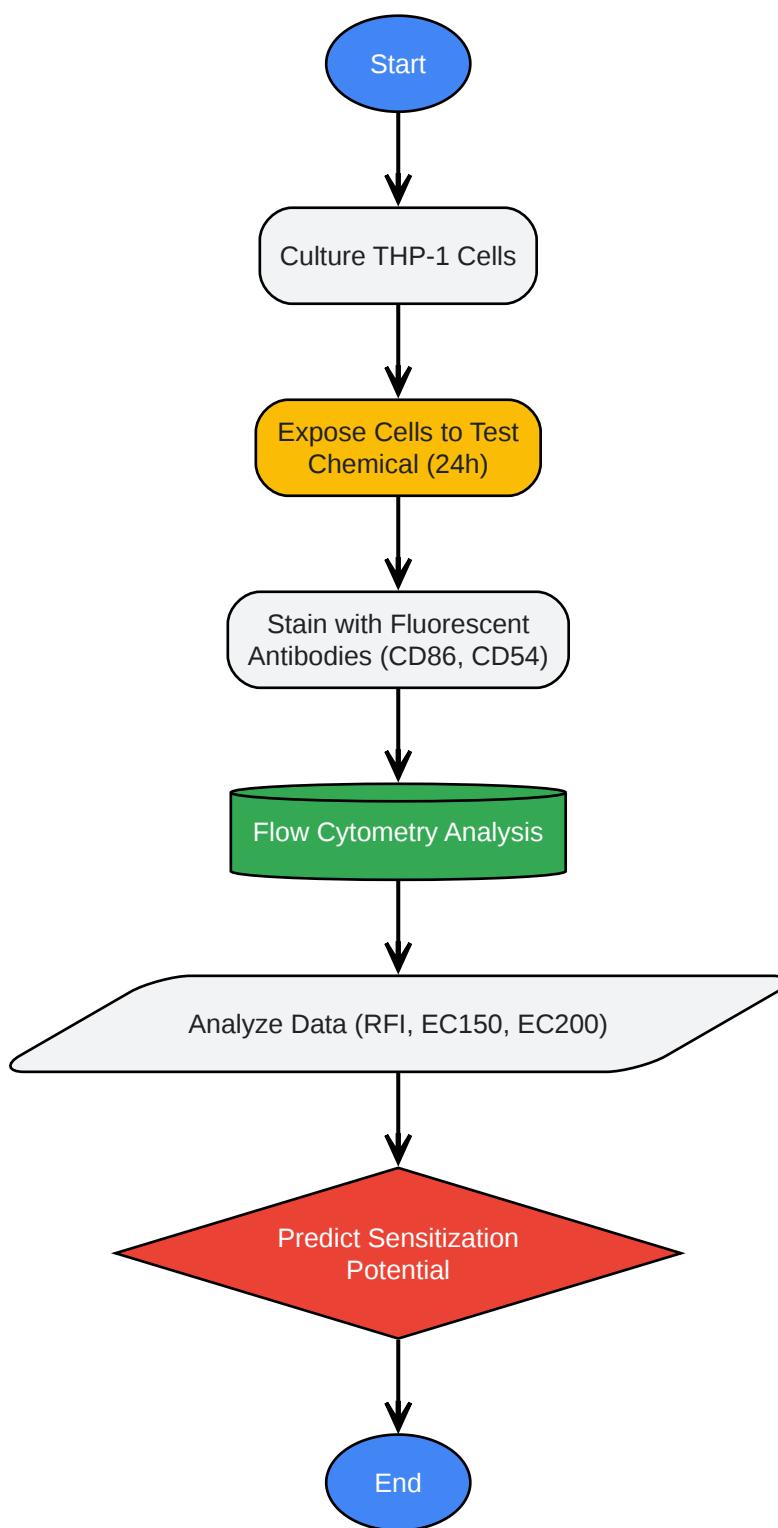 Start
Culture THP-1 Cells
Expose Cells to Test
Chemical (24h)
Stain with Fluorescent
Antibodies (CD86, CD54)
Flow Cytometry Analysis
Analyze Data (RFI, EC150, EC200)
Predict Sensitization
Potential
End